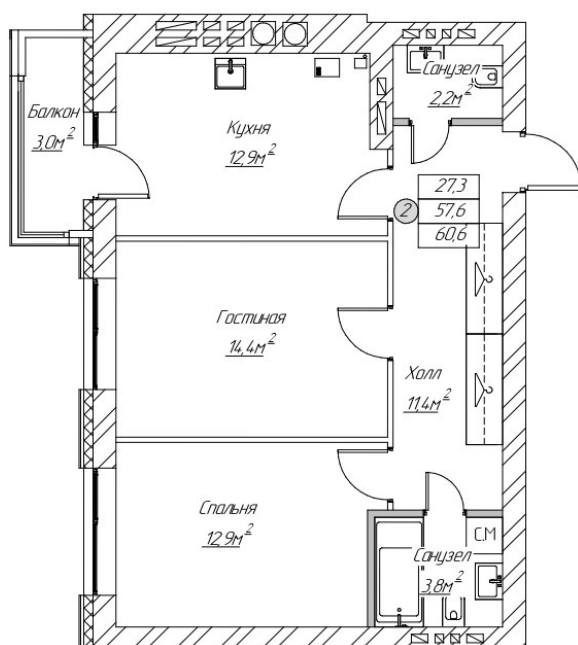 Санузел
2,2м²
Балкон
3,0м²
Кухня
12,9м²
27,3
2
57,6
60,6
Гостиная
14,4м²
Холл
11,4м²
Спальня
12,9м²
С.М
Санузел
3,8м²